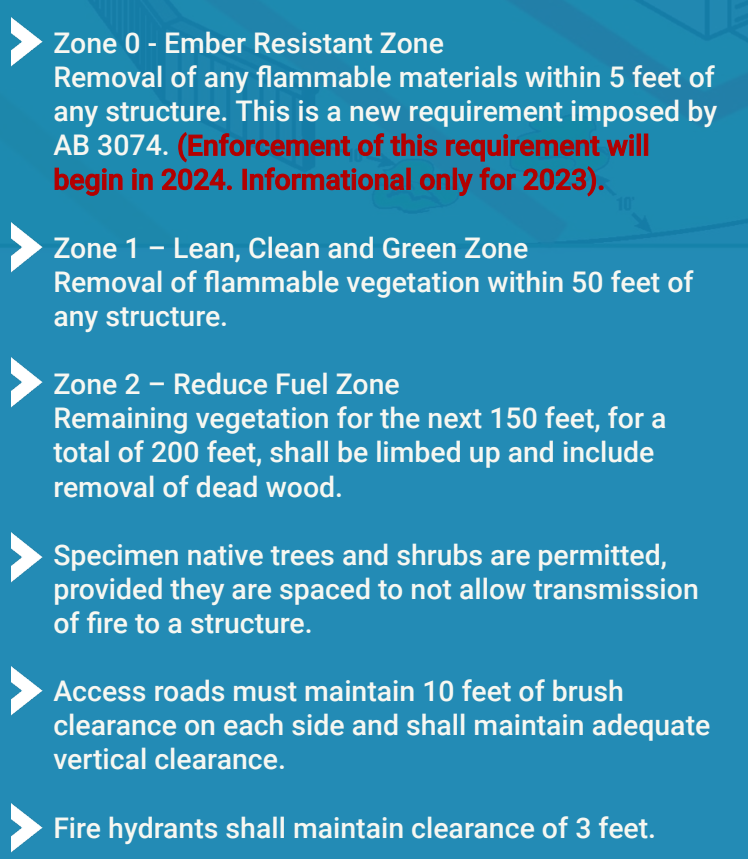 Zone 0 - Ember Resistant Zone
Removal of any flammable materials within 5 feet of
any structure. This is a new requirement imposed by
AB 3074. (Enforcement of this requirement will
begin in 2024. Informational only for 2023).
Zone 1 – Lean, Clean and Green Zone
Removal of flammable vegetation within 50 feet of
any structure.
Zone 2 – Reduce Fuel Zone
Remaining vegetation for the next 150 feet, for a
total of 200 feet, shall be limbed up and include
removal of dead wood.
Specimen native trees and shrubs are permitted,
provided they are spaced to not allow transmission
of fire to a structure.
Access roads must maintain 10 feet of brush
clearance on each side and shall maintain adequate
vertical clearance.
Fire hydrants shall maintain clearance of 3 feet.
10'